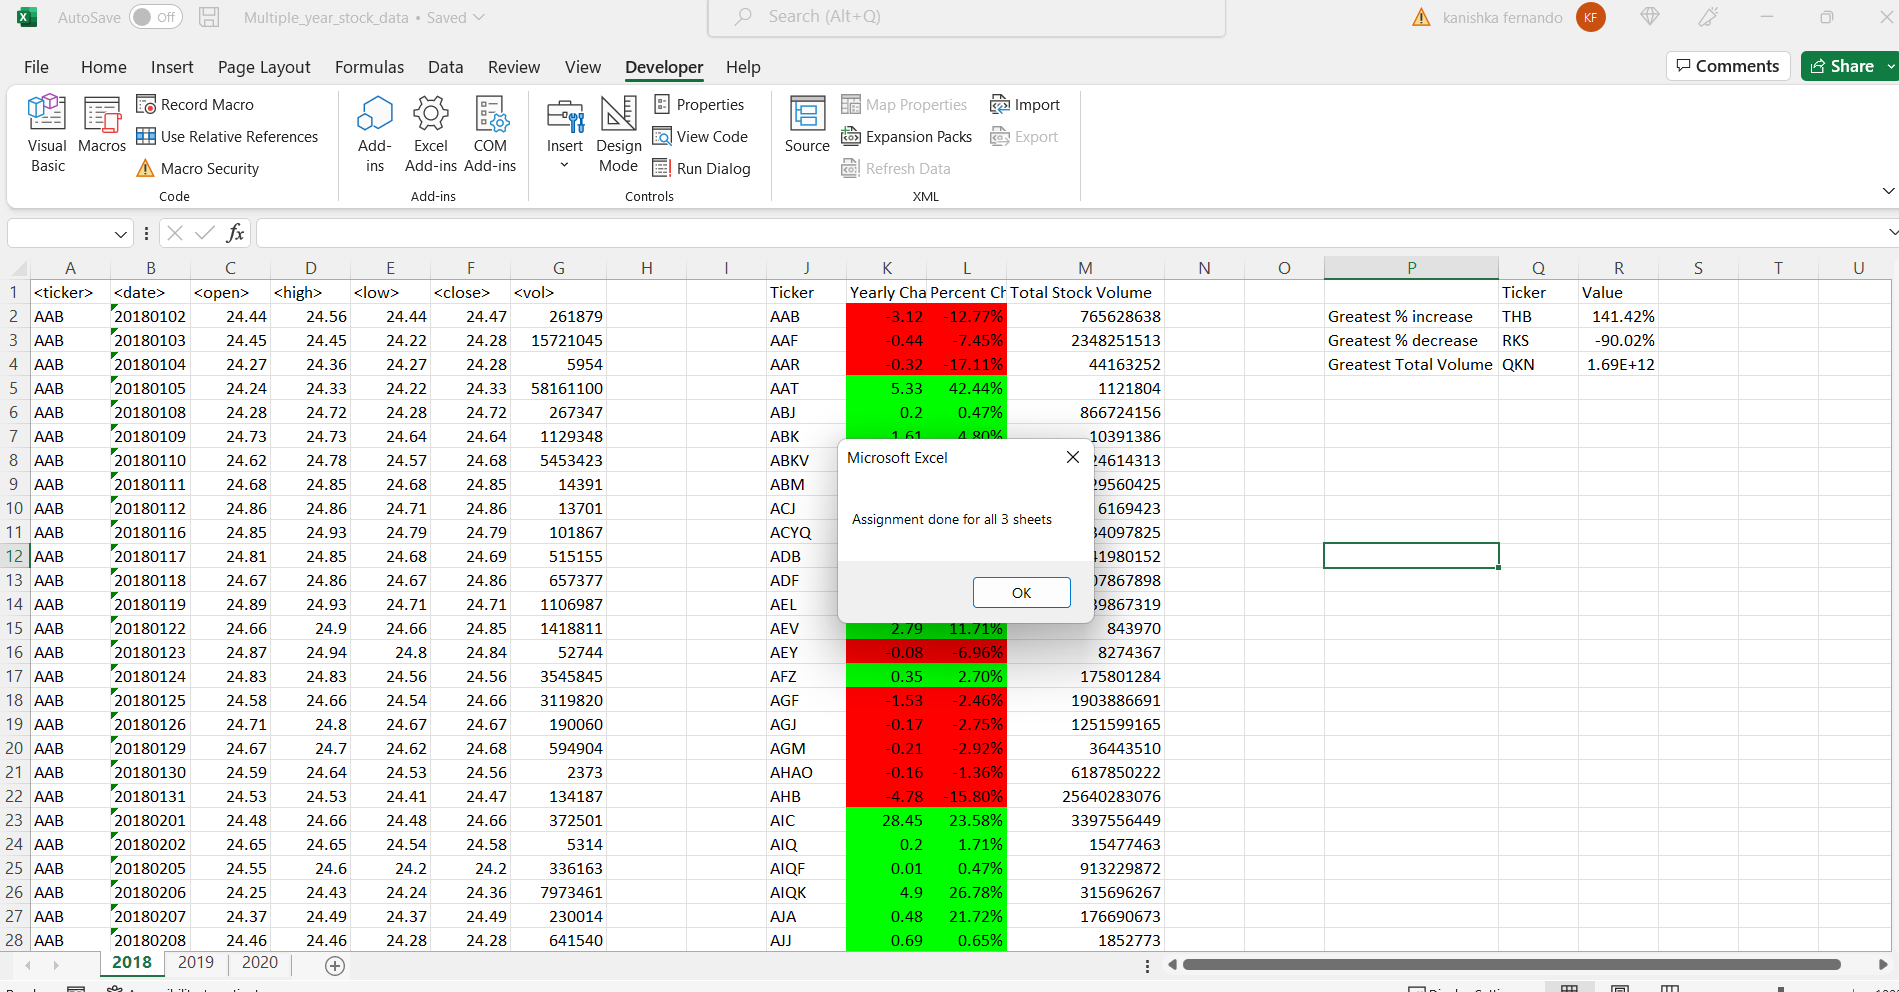 AutoSave Off Multiple_year_stock_data • Saved Search (Alt+Q) kanishka fernando KF
File Home Insert Page Layout Formulas Data Review View Developer Help Comments Share
Visual Basic
Macros
Record Macro
Use Relative References
Macro Security
Code
Add-ins
Excel Add-ins
COM Add-ins
Add-ins
Insert
Design Mode
Properties
View Code
Run Dialog
Controls
Source
Map Properties
Expansion Packs
Refresh Data
Import
Export
XML
fx
A B C D E F G H I J K L M N O P Q R S T U
1 <ticker> <date> <open> <high> <low> <close> <vol> Ticker Yearly Cha Percent Ch Total Stock Volume Ticker Value
2 AAB 20180102 24.44 24.56 24.44 24.47 261879 AAB -3.12 -12.77% 765628638 Greatest % increase THB 141.42%
3 AAB 20180103 24.45 24.45 24.22 24.28 15721045 AAF -0.44 -7.45% 2348251513 Greatest % decrease RKS -90.02%
4 AAB 20180104 24.27 24.36 24.27 24.28 5954 AAR -0.32 -17.11% 44163252 Greatest Total Volume QKN 1.69E+12
5 AAB 20180105 24.24 24.33 24.22 24.33 58161100 AAT 5.33 42.44% 1121804
6 AAB 20180108 24.28 24.72 24.28 24.72 267347 ABJ 0.2 0.47% 866724156
7 AAB 20180109 24.73 24.73 24.64 24.64 1129348 ABK 1.61 4.80% 10391386
8 AAB 20180110 24.62 24.78 24.57 24.68 5453423 ABKV 24614313
9 AAB 20180111 24.68 24.85 24.68 24.85 14391 ABM 29560425
10 AAB 20180112 24.86 24.86 24.71 24.86 13701 ACJ 6169423
11 AAB 20180116 24.85 24.93 24.79 24.79 101867 ACYQ 34097825
12 AAB 20180117 24.81 24.85 24.68 24.69 515155 ADB 41980152
13 AAB 20180118 24.67 24.86 24.67 24.86 657377 ADF 07867898
14 AAB 20180119 24.89 24.93 24.71 24.71 1106987 AEL 39867319
15 AAB 20180122 24.66 24.9 24.66 24.85 1418811 AEV 2.79 11.71% 843970
16 AAB 20180123 24.87 24.94 24.8 24.84 52744 AEY -0.08 -6.96% 8274367
17 AAB 20180124 24.83 24.83 24.56 24.56 3545845 AFZ 0.35 2.70% 175801284
18 AAB 20180125 24.58 24.66 24.54 24.66 3119820 AGF -1.53 -2.46% 1903886691
19 AAB 20180126 24.71 24.8 24.67 24.67 190060 AGJ -0.17 -2.75% 1251599165
20 AAB 20180129 24.67 24.7 24.62 24.68 594904 AGM -0.21 -2.92% 36443510
21 AAB 20180130 24.59 24.64 24.53 24.56 2373 AHAO -0.16 -1.36% 6187850222
22 AAB 20180131 24.53 24.53 24.41 24.47 134187 AHB -4.78 -15.80% 25640283076
23 AAB 20180201 24.48 24.66 24.48 24.66 372501 AIC 28.45 23.58% 3397556449
24 AAB 20180202 24.65 24.65 24.54 24.58 5314 AIQ 0.2 1.71% 15477463
25 AAB 20180205 24.55 24.6 24.2 24.2 336163 AIQF 0.01 0.47% 913229872
26 AAB 20180206 24.25 24.43 24.24 24.36 7973461 AIQK 4.9 26.78% 315696267
27 AAB 20180207 24.37 24.49 24.37 24.49 230014 AJA 0.48 21.72% 176690673
28 AAB 20180208 24.46 24.46 24.28 24.28 641540 AJJ 0.69 0.65% 1852773
Microsoft Excel
Assignment done for all 3 sheets
OK
2018 2019 2020